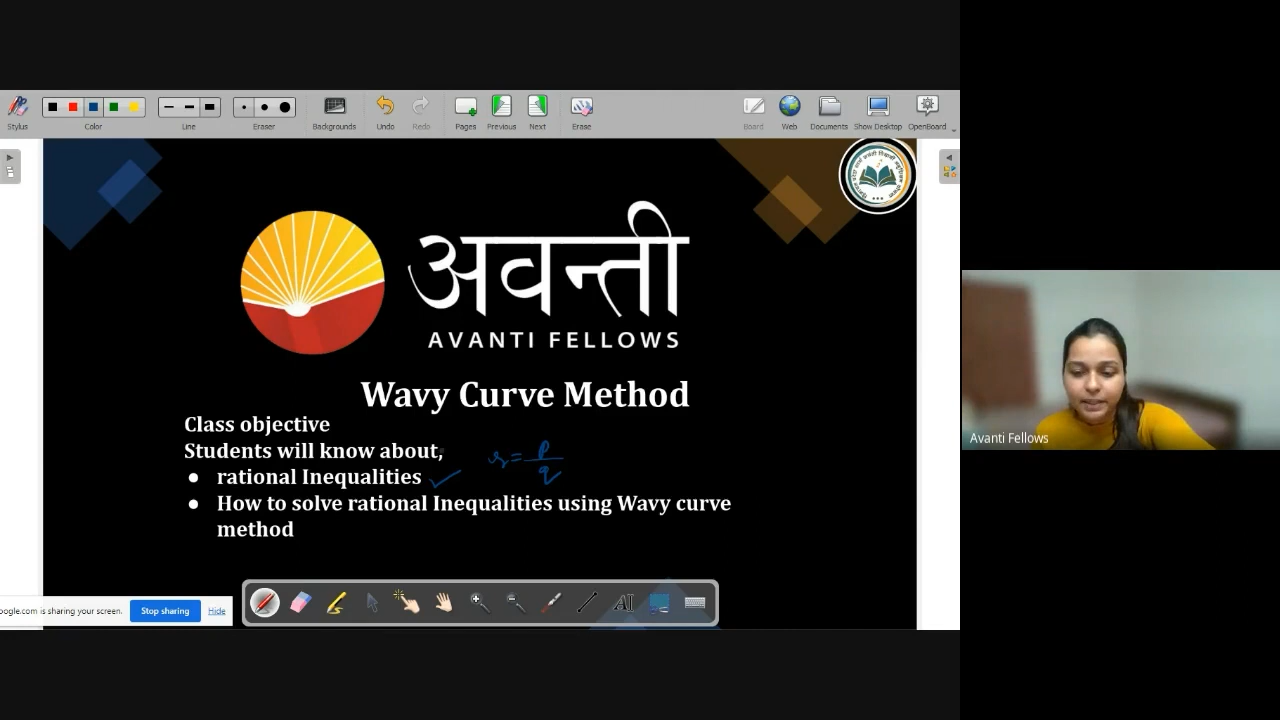 Stylus
Color
Line
Eraser
Backgrounds
Undo
Redo
Pages
Previous
Next
Erase
Board
Web
Documents
Show Desktop
OpenBoard
अवन्ती
AVANTI FELLOWS
Wavy Curve Method
Class objective
Students will know about,
r = p/q
● rational Inequalities ✓
● How to solve rational Inequalities using Wavy curve
method
Avanti Fellows
oogle.com is sharing your screen.
Stop sharing
Hide
AI